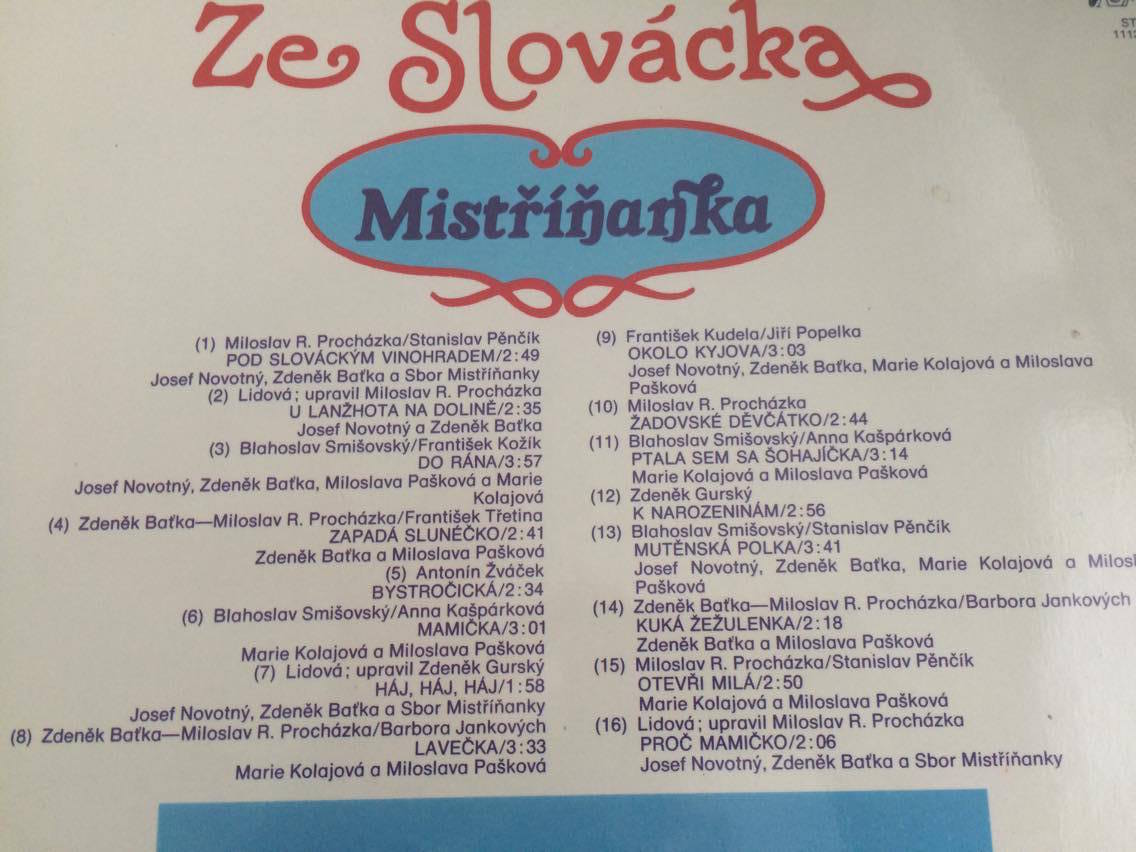 Ze Slovácka
ST
1112
Mistříňanka
(1) Miloslav R. Procházka/Stanislav Pěnčík
POD SLOVÁCKÝM VINOHRADEM/2:49
Josef Novotný, Zdeněk Baťka a Sbor Mistříňanky
(2) Lidová; upravil Miloslav R. Procházka
U LANŽHOTA NA DOLINĚ/2:35
Josef Novotný a Zdeněk Baťka
(3) Blahoslav Smišovský/František Kožík
DO RÁNA/3:57
Josef Novotný, Zdeněk Baťka, Miloslava Pašková a Marie
Kolajová
(4) Zdeněk Baťka—Miloslav R. Procházka/František Třetina
ZAPADÁ SLUNÉČKO/2:41
Zdeněk Baťka a Miloslava Pašková
(5) Antonín Žváček
BYSTROČICKÁ/2:34
(6) Blahoslav Smišovský/Anna Kašpárková
MAMIČKA/3:01
Marie Kolajová a Miloslava Pašková
(7) Lidová; upravil Zdeněk Gurský
HÁJ, HÁJ, HÁJ/1:58
Josef Novotný, Zdeněk Baťka a Sbor Mistříňanky
(8) Zdeněk Baťka—Miloslav R. Procházka/Barbora Jankových
LAVEČKA/3:33
Marie Kolajová a Miloslava Pašková
(9) František Kudela/Jiří Popelka
OKOLO KYJOVA/3:03
Josef Novotný, Zdeněk Baťka, Marie Kolajová a Miloslava
Pašková
(10) Miloslav R. Procházka
ŽADOVSKÉ DĚVČÁTKO/2:44
(11) Blahoslav Smišovský/Anna Kašpárková
PTALA SEM SA ŠOHAJÍČKA/3:14
Marie Kolajová a Miloslava Pašková
(12) Zdeněk Gurský
K NAROZENINÁM/2:56
(13) Blahoslav Smišovský/Stanislav Pěnčík
MUTĚNSKÁ POLKA/3:41
Josef Novotný, Zdeněk Baťka, Marie Kolajová a Milosl
Pašková
(14) Zdeněk Baťka—Miloslav R. Procházka/Barbora Jankových
KUKÁ ŽEŽULENKA/2:18
Zdeněk Baťka a Miloslava Pašková
(15) Miloslav R. Procházka/Stanislav Pěnčík
OTEVŘI MILÁ/2:50
Marie Kolajová a Miloslava Pašková
(16) Lidová; upravil Miloslav R. Procházka
PROČ MAMIČKO/2:06
Josef Novotný, Zdeněk Baťka a Sbor Mistříňanky